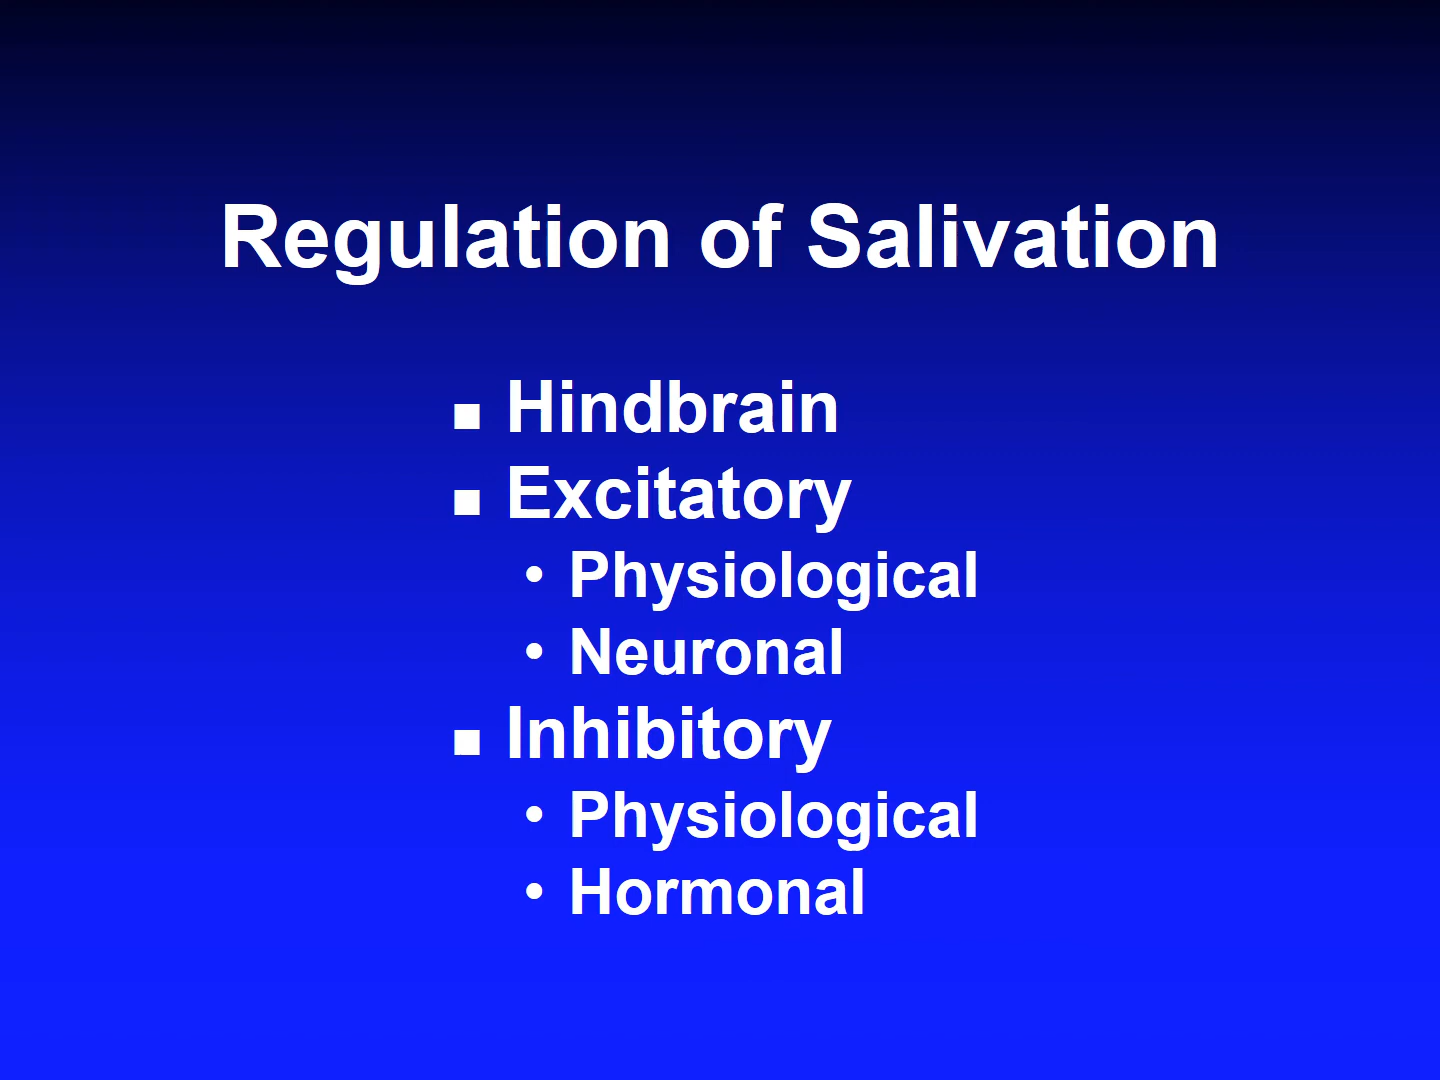 Regulation of Salivation
■ Hindbrain
■ Excitatory
• Physiological
• Neuronal
■ Inhibitory
• Physiological
• Hormonal